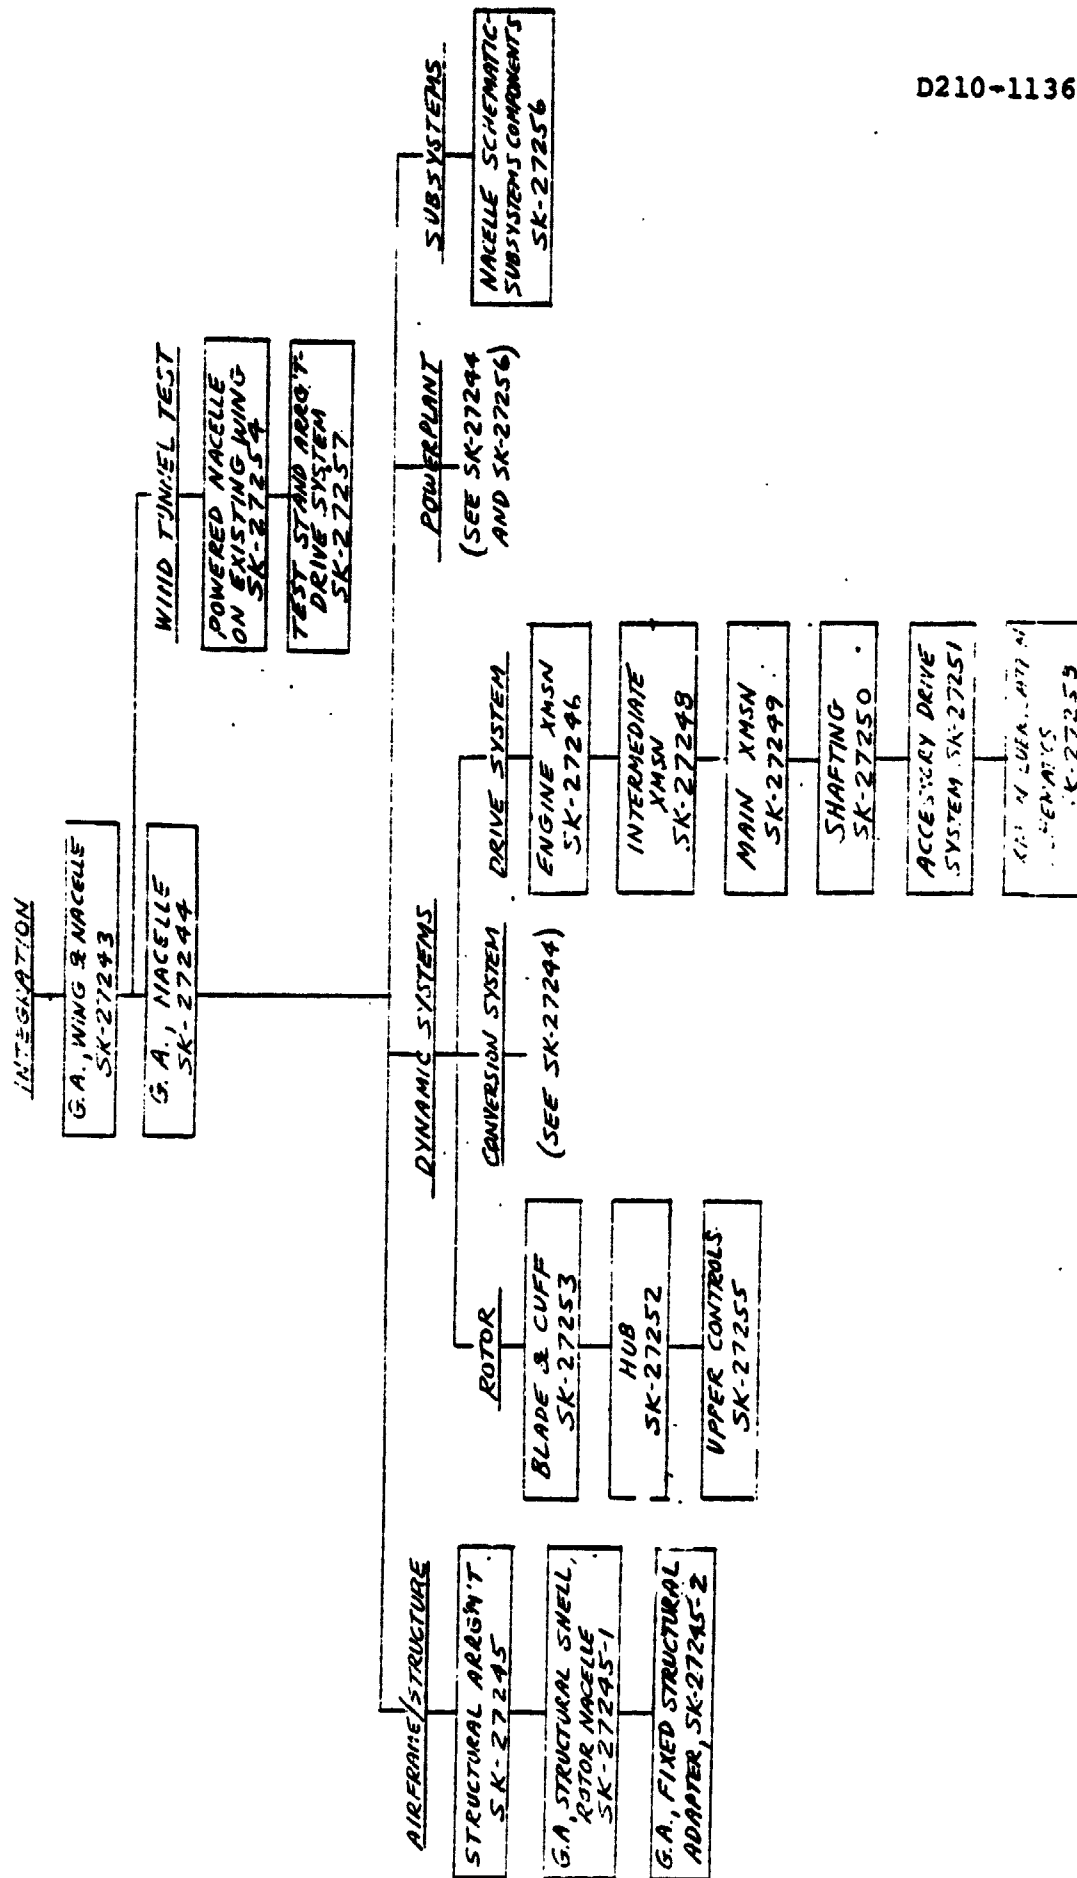 D210-1136
INTEGRATION
G.A., WING & NACELLE
SK-27243
G.A., NACELLE
SK-27244
WIND TUNNEL TEST
POWERED NACELLE
ON EXISTING WING
SK-27254
TEST STAND ARRG'T-
DRIVE SYSTEM
SK-27257
AIRFRAME/STRUCTURE
STRUCTURAL ARRGM'T
SK-27245
G.A, STRUCTURAL SHELL,
ROTOR NACELLE
SK-27245-1
G.A., FIXED STRUCTURAL
ADAPTER, SK-27245-2
DYNAMIC SYSTEMS
ROTOR
BLADE & CUFF
SK-27253
HUB
SK-27252
UPPER CONTROLS
SK-27255
CONVERSION SYSTEM
(SEE SK-27244)
DRIVE SYSTEM
ENGINE XMSN
SK-27246
INTERMEDIATE
XMSN
SK-27248
MAIN XMSN
SK-27249
SHAFTING
SK-27250
ACCESSORY DRIVE
SYSTEM SK-27251
POWERPLANT
(SEE SK-27244
AND SK-27256)
SUBSYSTEMS
NACELLE SCHEMATIC-
SUBSYSTEMS COMPONENTS
SK-27256